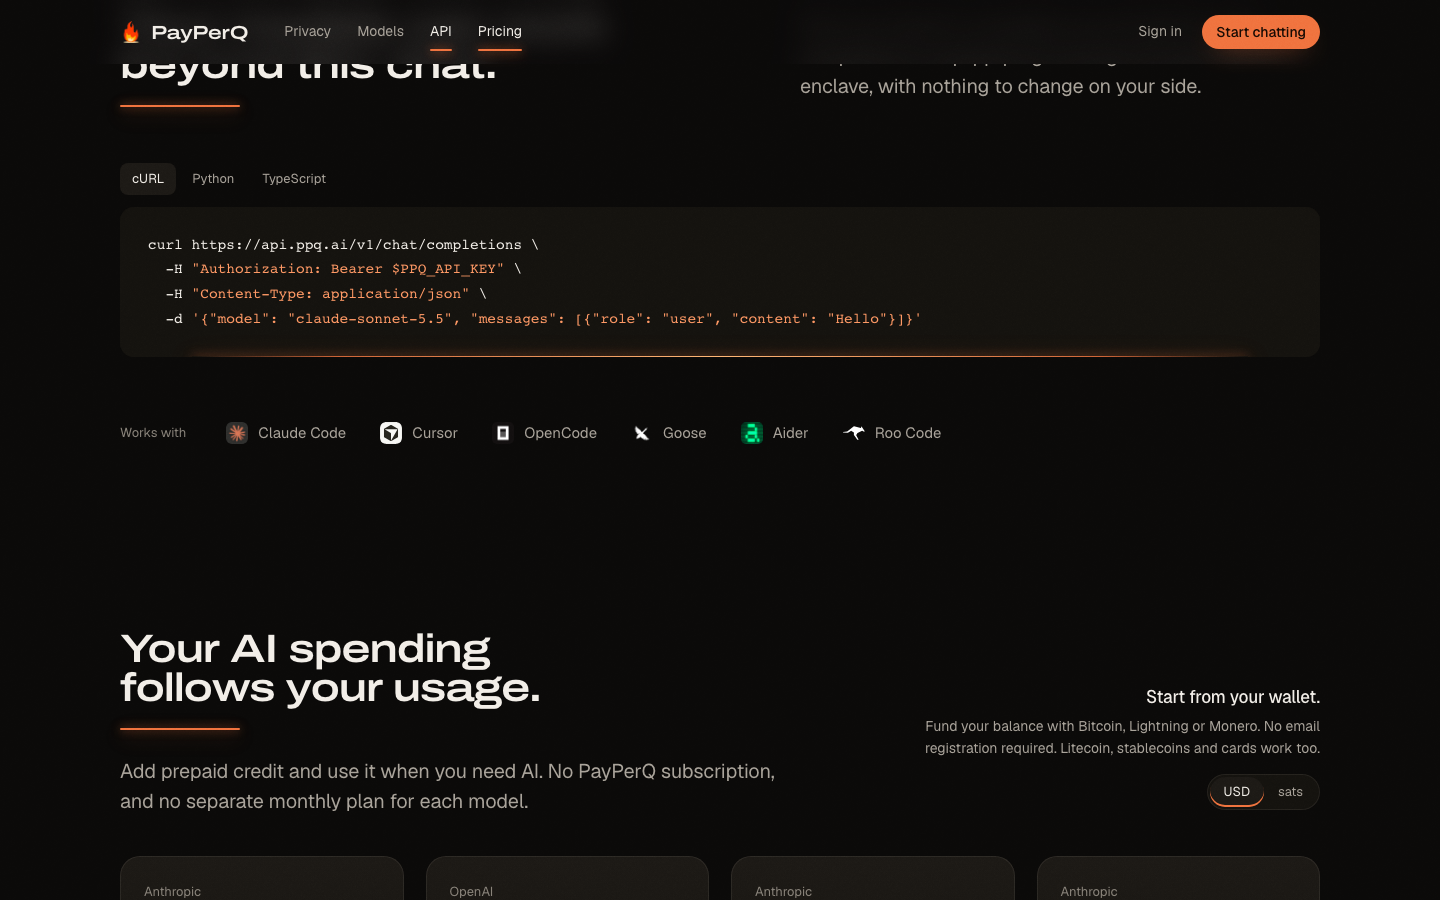 PayPerQ
Privacy
Models
API
Pricing
Sign in
Start chatting
beyond this chat.
enclave, with nothing to change on your side.
cURL
Python
TypeScript
curl https://api.ppq.ai/v1/chat/completions \
  -H "Authorization: Bearer $PPQ_API_KEY" \
  -H "Content-Type: application/json" \
  -d '{"model": "claude-sonnet-5.5", "messages": [{"role": "user", "content": "Hello"}]}'
Works with
Claude Code
Cursor
OpenCode
Goose
Aider
Roo Code
Your AI spending
follows your usage.
Add prepaid credit and use it when you need AI. No PayPerQ subscription,
and no separate monthly plan for each model.
Start from your wallet.
Fund your balance with Bitcoin, Lightning or Monero. No email
registration required. Litecoin, stablecoins and cards work too.
USD
sats
Anthropic
OpenAI
Anthropic
Anthropic